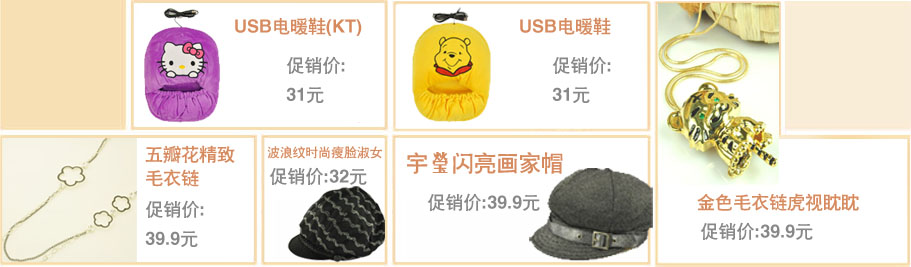 USB电暖鞋(KT)
促销价:
31元
USB电暖鞋
促销价:
31元
五瓣花精致
毛衣链
促销价:
39.9元
波浪纹时尚瘦脸淑女
促销价:32元
宇莹闪亮画家帽
促销价:39.9元
金色毛衣链虎视眈眈
促销价:39.9元